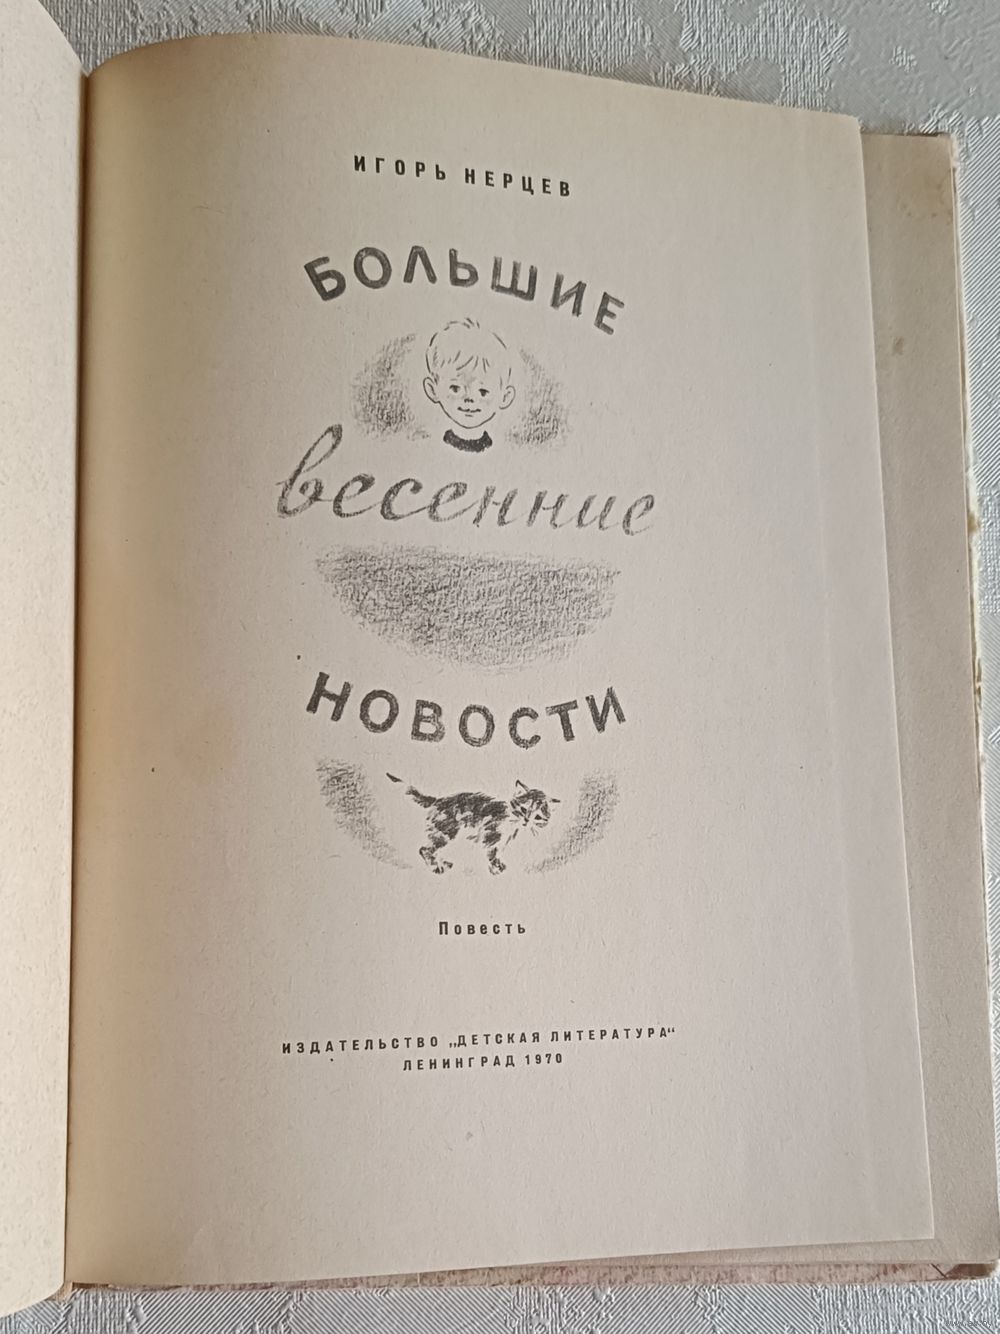 ИГОРЬ НЕРЦЕВ
БОЛЬШИЕ
весенние
НОВОСТИ
Повесть
ИЗДАТЕЛЬСТВО „ДЕТСКАЯ ЛИТЕРАТУРА“
ЛЕНИНГРАД 1970